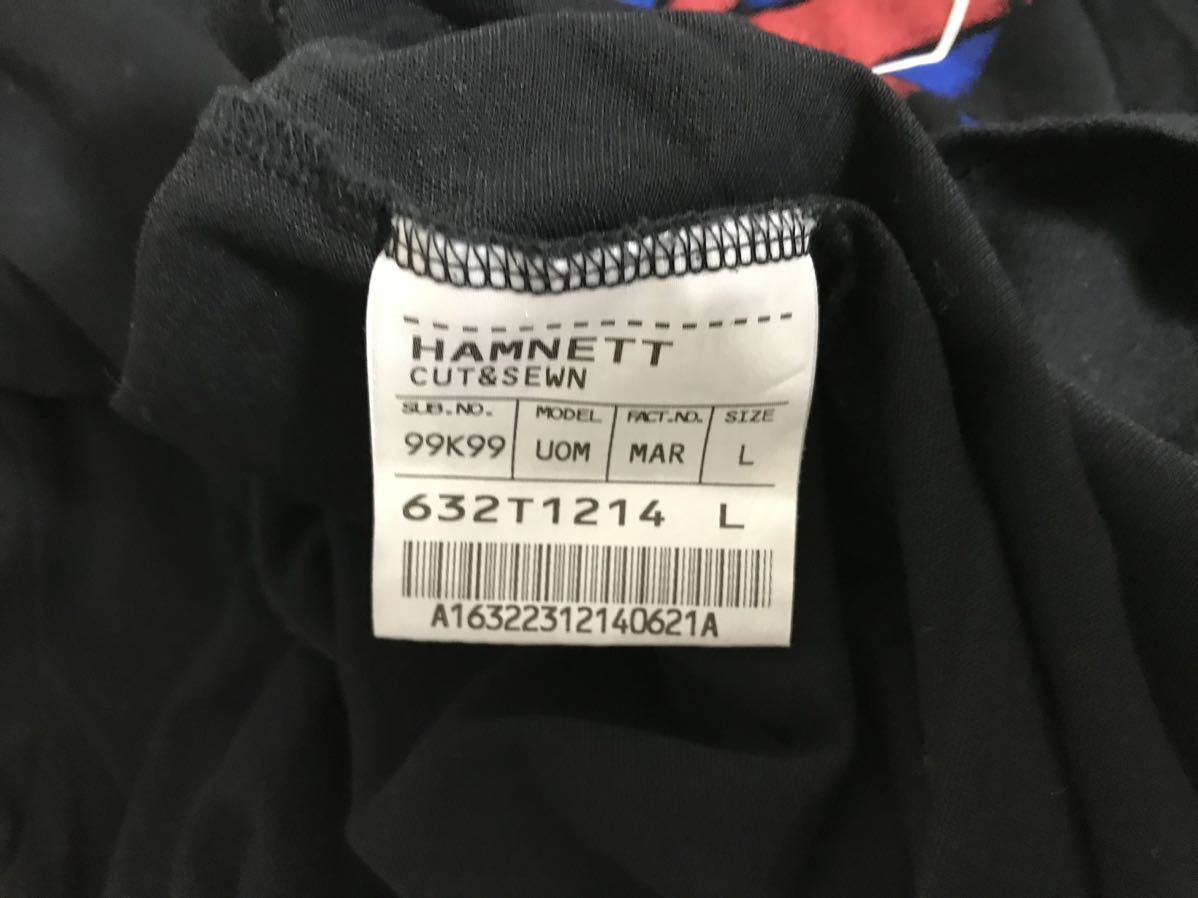 HAMNETT
CUT&SEWN
SUB.NO. MODEL FACT.NO. SIZE
99K99 UOM MAR L
632T1214 L
A16322312140621A